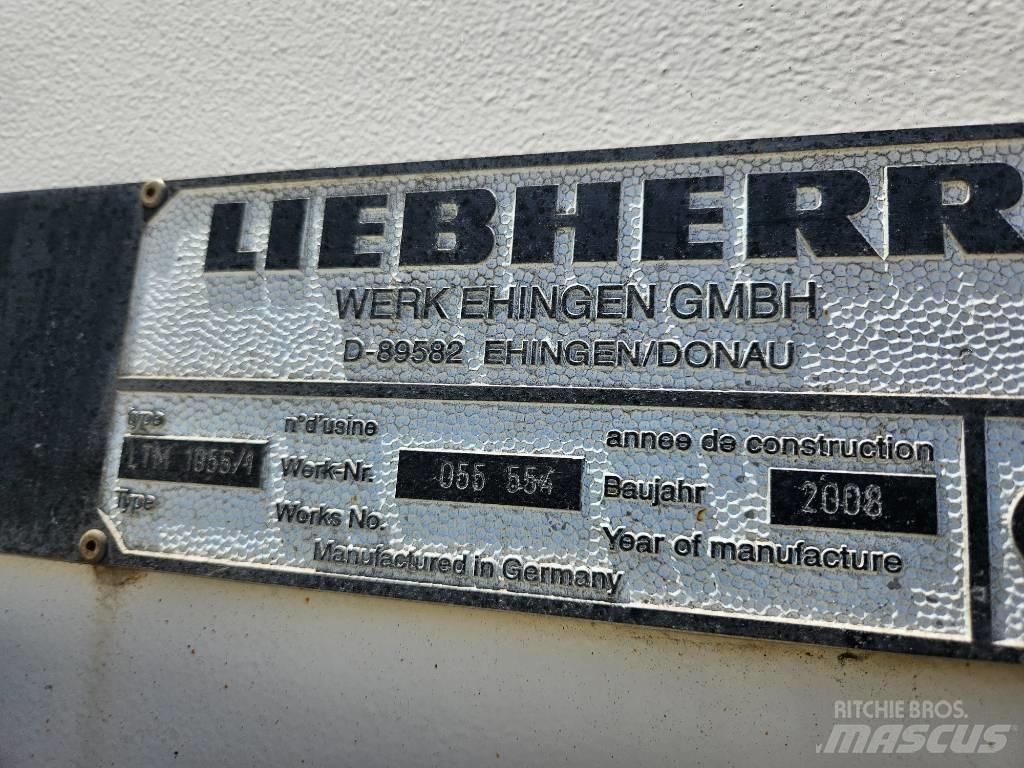 LIEBHERR
WERK EHINGEN GMBH
D-89582 EHINGEN/DONAU
type n°d'usine annee de construction
LTM 1055/1 Werk-Nr. 055 554 Baujahr 2008
Type Works No. Year of manufacture
Manufactured in Germany
RITCHIE BROS.
MASCUS